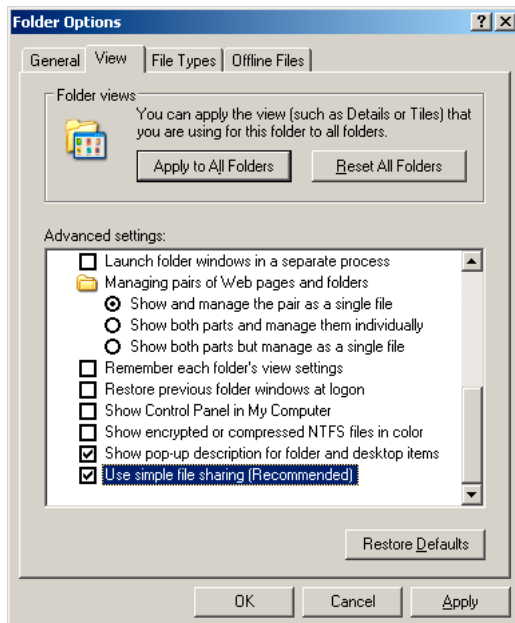 Folder Options
General View File Types Offline Files
Folder views
You can apply the view (such as Details or Tiles) that
you are using for this folder to all folders.
Apply to All Folders Reset All Folders
Advanced settings:
Launch folder windows in a separate process
Managing pairs of Web pages and folders
Show and manage the pair as a single file
Show both parts and manage them individually
Show both parts but manage as a single file
Remember each folder's view settings
Restore previous folder windows at logon
Show Control Panel in My Computer
Show encrypted or compressed NTFS files in color
Show pop-up description for folder and desktop items
Use simple file sharing (Recommended)
Restore Defaults
OK Cancel Apply